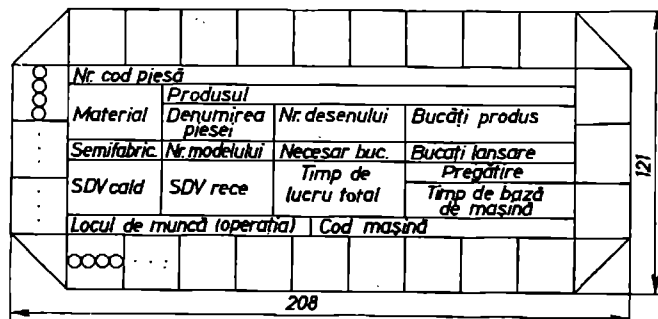 Nr. cod piesă
Produsul
Material
Denumirea piesei
Nr. desenului
Bucăți produs
Semifabric.
Nr. modelului
Necesar buc.
Bucați lansare
SDV cald
SDV rece
Timp de
lucru total
Pregătire
Timp de bază
de mașină
Locul de muncă (operația)
Cod mașină
208
121